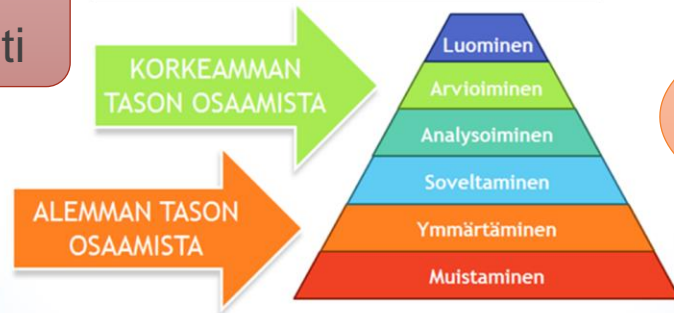 ti
KORKEAMMAN
TASON OSAAMISTA
ALEMMAN TASON
OSAAMISTA
Luominen
Arvioiminen
Analysoiminen
Soveltaminen
Ymmärtäminen
Muistaminen